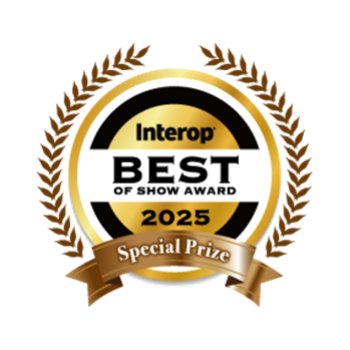 Interop
BEST
OF SHOW AWARD
2025
Special Prize